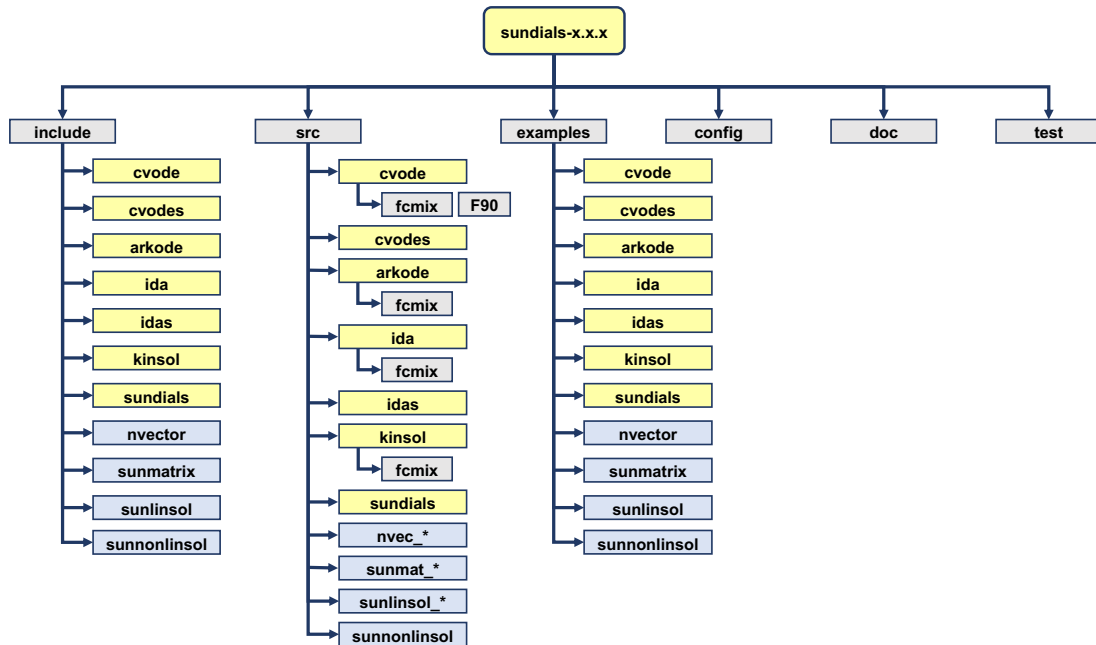 sundials-x.x.x
include
src
examples
config
doc
test
cvode
cvodes
arkode
ida
idas
kinsol
sundials
nvector
sunmatrix
sunlinsol
sunnonlinsol
cvode
fcmix
F90
cvodes
arkode
fcmix
ida
fcmix
idas
kinsol
fcmix
sundials
nvec_*
sunmat_*
sunlinsol_*
sunnonlinsol
cvode
cvodes
arkode
ida
idas
kinsol
sundials
nvector
sunmatrix
sunlinsol
sunnonlinsol